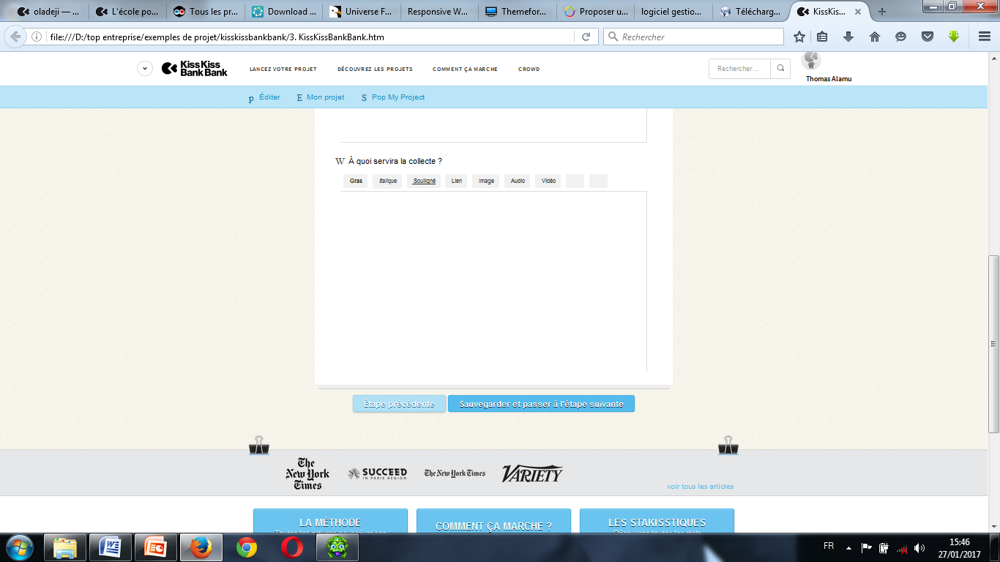 oladeji — ...
L'école po...
Tous les pr...
Download ...
Universe F...
Responsive W...
Themefor...
Proposer u...
logiciel gestio...
Télécharg...
KissKis...
file:///D:/top entreprise/exemples de projet/kisskissbankbank/3. KissKissBankBank.htm
Rechercher
KissKiss
BankBank
LANCEZ VOTRE PROJET
DÉCOUVREZ LES PROJETS
COMMENT ÇA MARCHE
CROWD
Rechercher...
Thomas Alamu
p Éditer
E Mon projet
S Pop My Project
W À quoi servira la collecte ?
Gras Italique Souligné Lien Image Audio Vidéo
Étape précédente
Sauvegarder et passer à l'étape suivante
The New York Times
SUCCEED
IN PARIS REGION
The New York Times
VARIETY
voir tous les articles
LA MÉTHODE
COMMENT ÇA MARCHE ?
LES STAKISSTIQUES
FR
15:46
27/01/2017